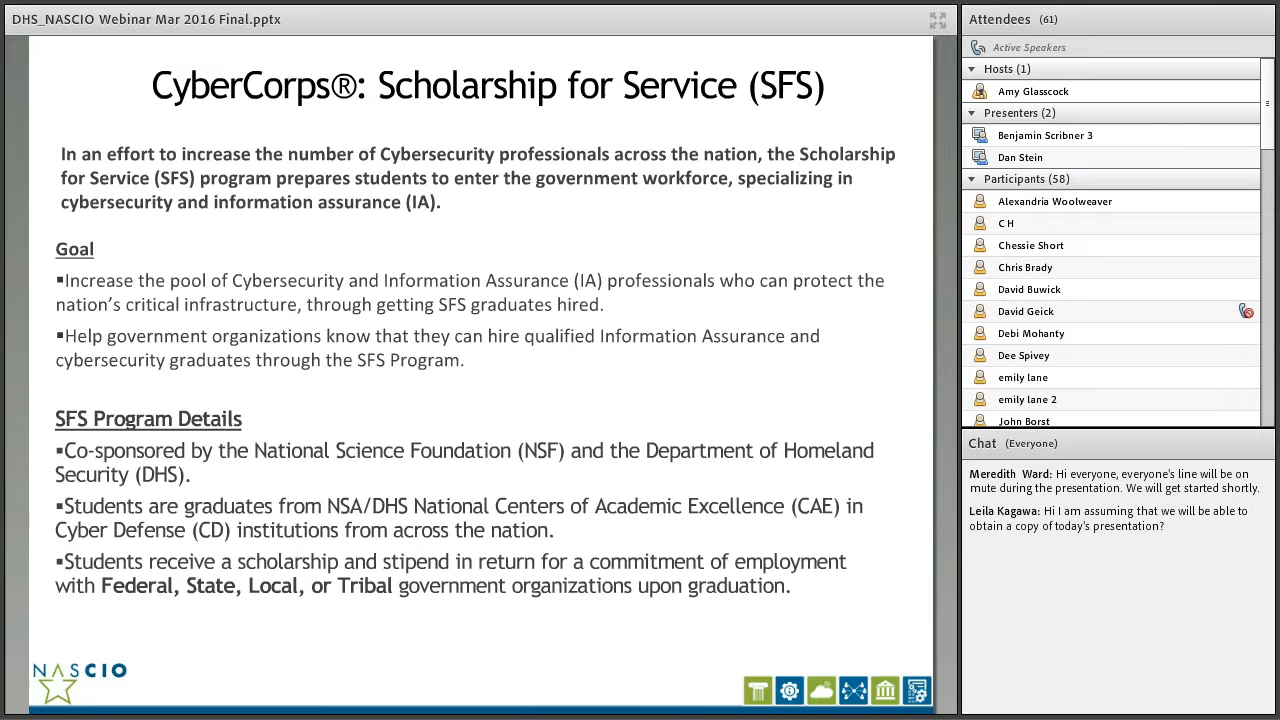 DHS_NASCIO Webinar Mar 2016 Final.pptx
CyberCorps®: Scholarship for Service (SFS)
In an effort to increase the number of Cybersecurity professionals across the nation, the Scholarship
for Service (SFS) program prepares students to enter the government workforce, specializing in
cybersecurity and information assurance (IA).
Goal
▪Increase the pool of Cybersecurity and Information Assurance (IA) professionals who can protect the
nation’s critical infrastructure, through getting SFS graduates hired.
▪Help government organizations know that they can hire qualified Information Assurance and
cybersecurity graduates through the SFS Program.
SFS Program Details
▪Co-sponsored by the National Science Foundation (NSF) and the Department of Homeland
Security (DHS).
▪Students are graduates from NSA/DHS National Centers of Academic Excellence (CAE) in
Cyber Defense (CD) institutions from across the nation.
▪Students receive a scholarship and stipend in return for a commitment of employment
with Federal, State, Local, or Tribal government organizations upon graduation.
NASCIO
Attendees (61)
Active Speakers
Hosts (1)
Amy Glasscock
Presenters (2)
Benjamin Scribner 3
Dan Stein
Participants (58)
Alexandria Woolweaver
C H
Chessie Short
Chris Brady
David Buwick
David Geick
Debi Mohanty
Dee Spivey
emily lane
emily lane 2
John Borst
Chat (Everyone)
Meredith Ward: Hi everyone, everyone's line will be on
mute during the presentation. We will get started shortly.
Leila Kagawa: Hi I am assuming that we will be able to
obtain a copy of today's presentation?